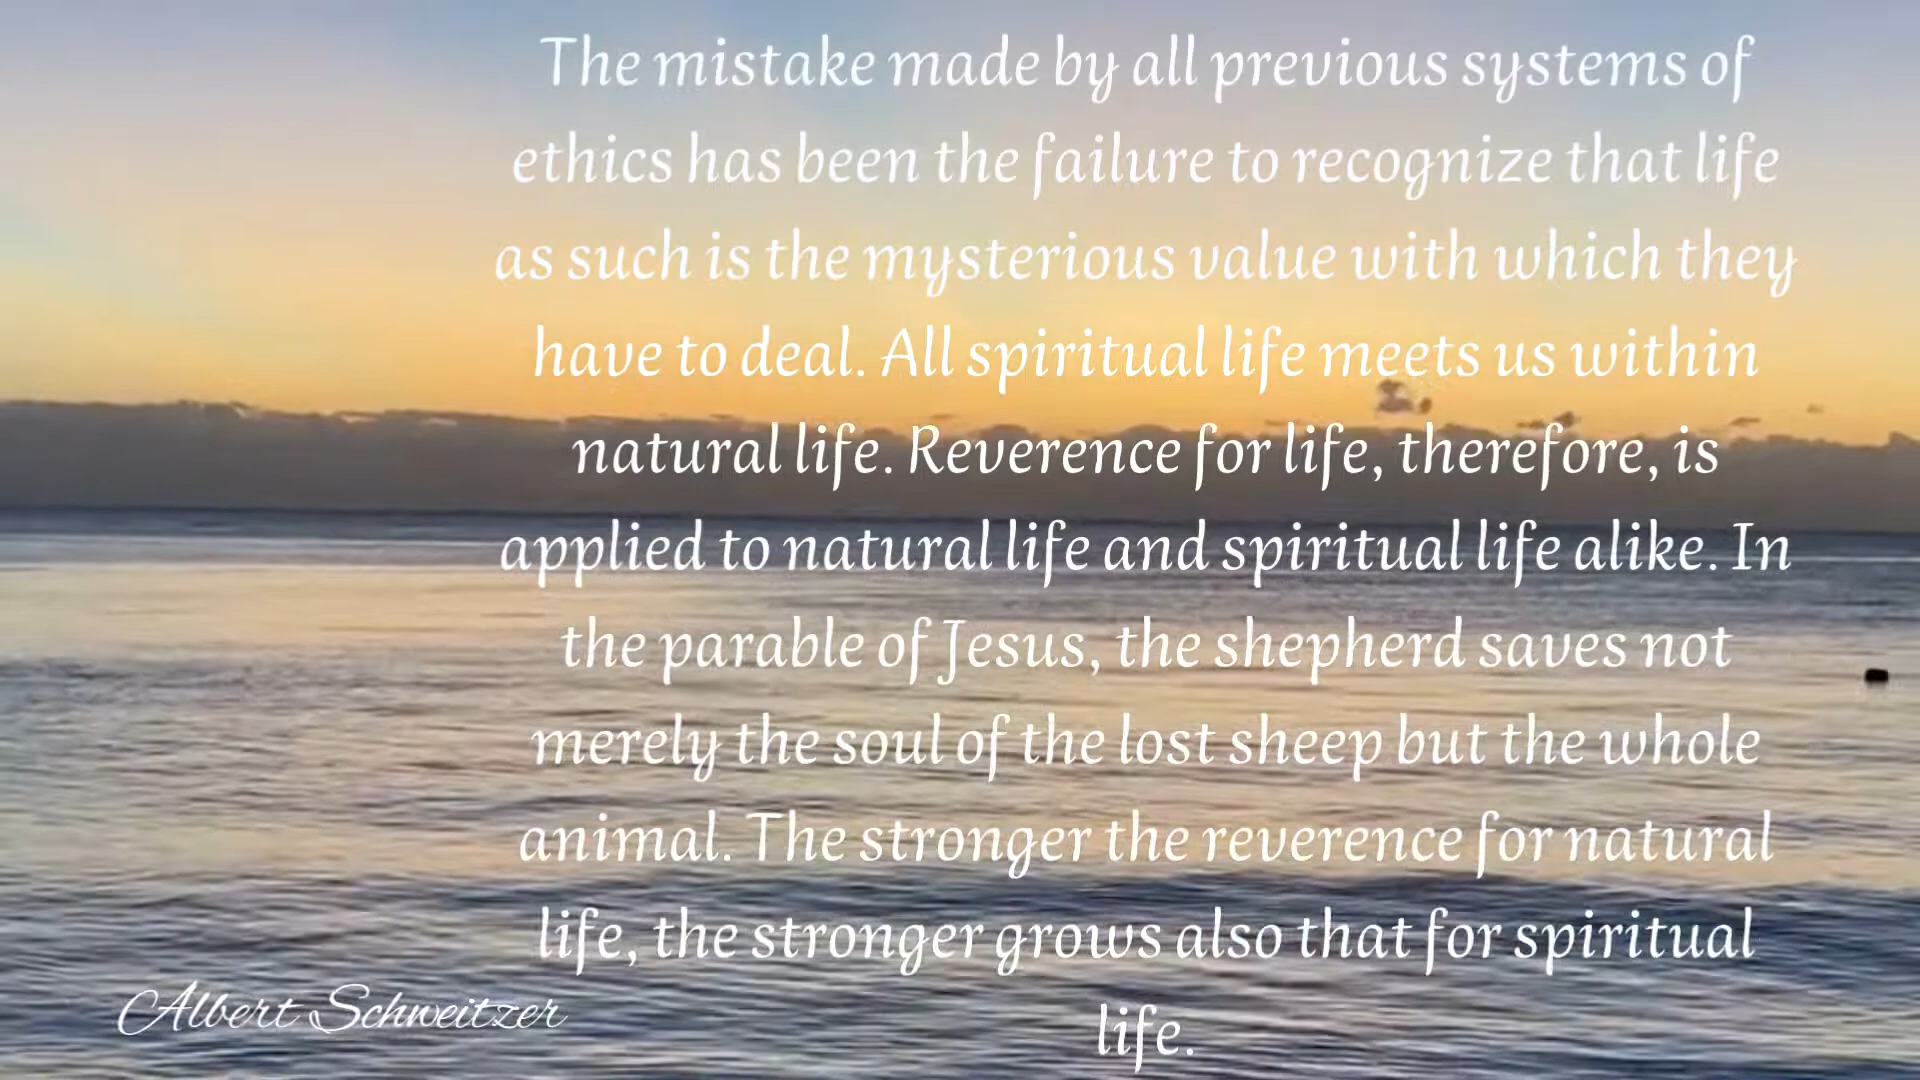 The mistake made by all previous systems of
ethics has been the failure to recognize that life
as such is the mysterious value with which they
have to deal. All spiritual life meets us within
natural life. Reverence for life, therefore, is
applied to natural life and spiritual life alike. In
the parable of Jesus, the shepherd saves not
merely the soul of the lost sheep but the whole
animal. The stronger the reverence for natural
life, the stronger grows also that for spiritual
life.
Albert Schweitzer